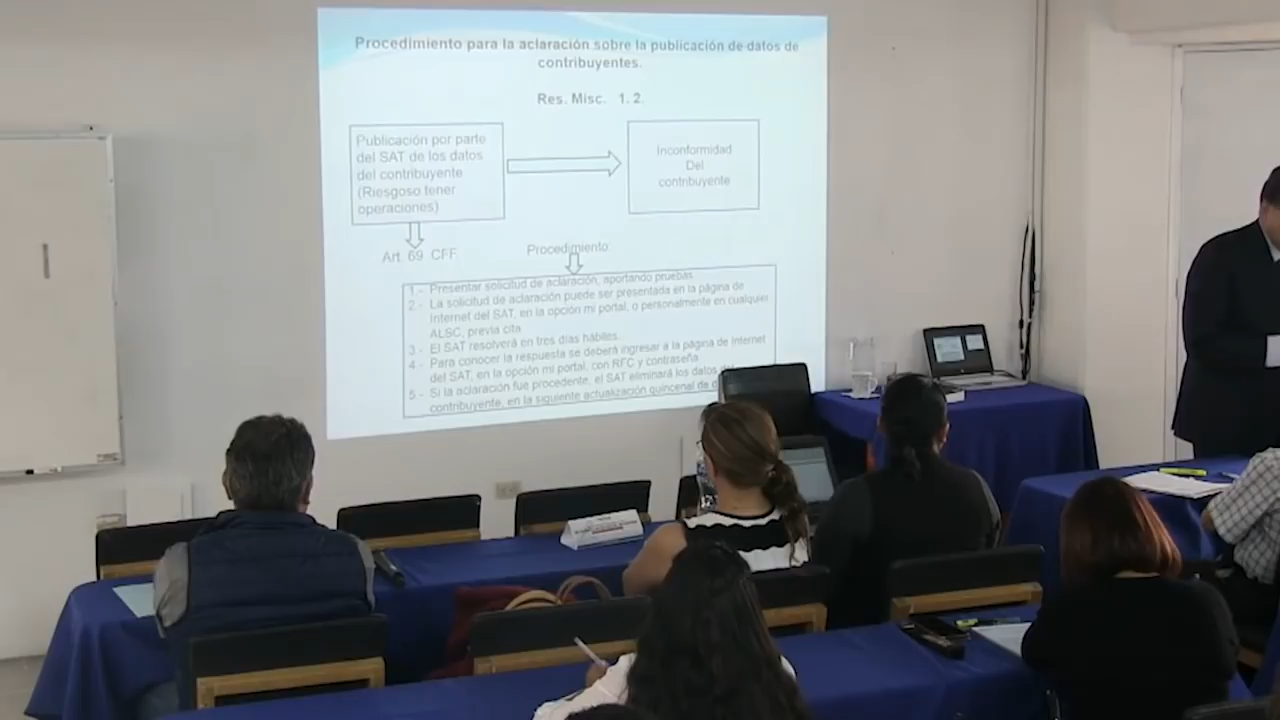 Procedimiento para la aclaración sobre la publicación de datos de
contribuyentes.
Res. Misc. 1. 2.
Publicación por parte
del SAT de los datos
del contribuyente
(Riesgoso tener
operaciones)
Inconformidad
Del
contribuyente
Art. 69 CFF
Procedimiento:
1.- Presentar solicitud de aclaración, aportando pruebas
2.- La solicitud de aclaración puede ser presentada en la página de
Internet del SAT, en la opción mi portal, o personalmente en cualquier
ALSC, previa cita
3.- El SAT resolverá en tres días hábiles.
4.- Para conocer la respuesta se deberá ingresar a la página de Internet
del SAT, en la opción mi portal, con RFC y contraseña
5.- Si la aclaración fue procedente, el SAT eliminará los datos
contribuyente, en la siguiente actualización quincenal de